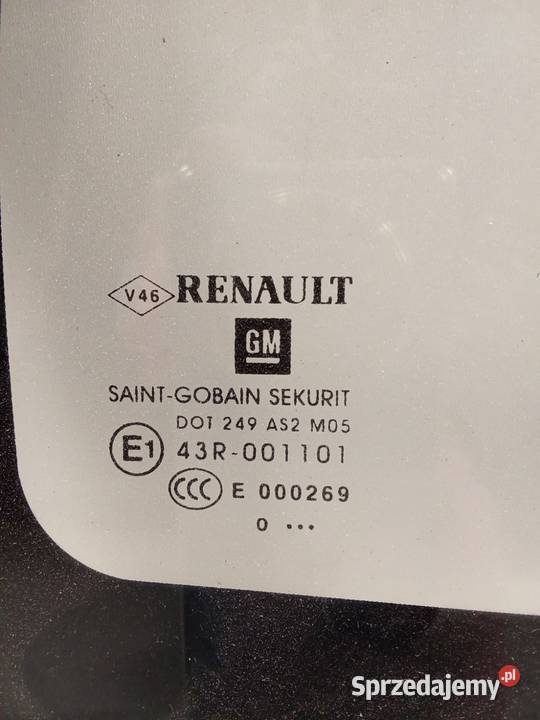 V46 RENAULT
GM
SAINT-GOBAIN SEKURIT
DOT 249 AS2 M05
E1 43R-001101
CCC E 000269
0 ...
Sprzedajemy.pl